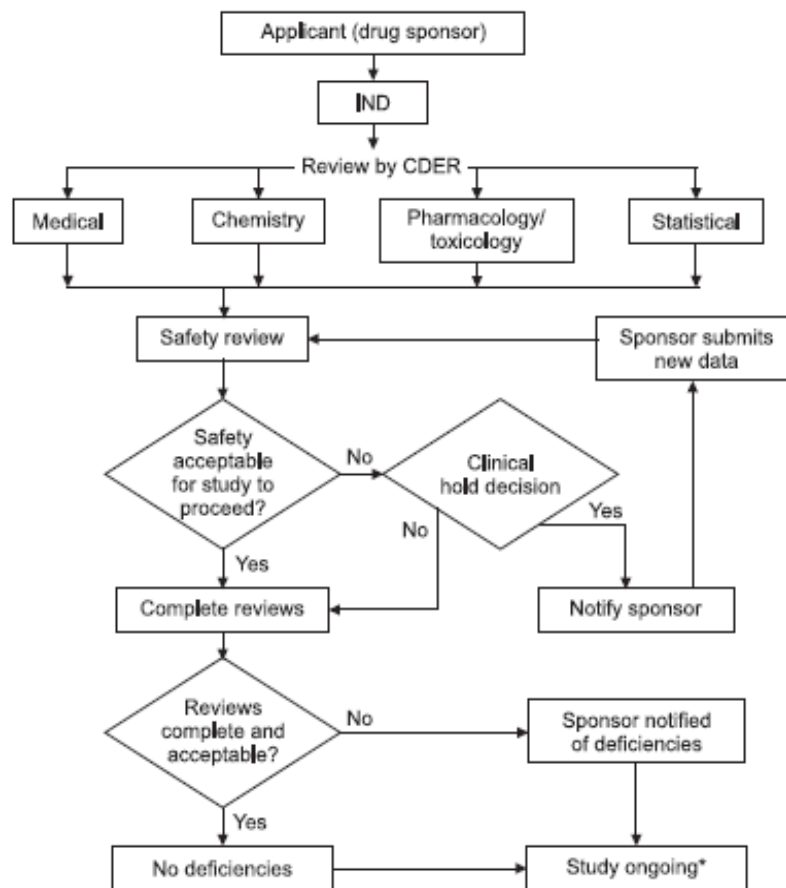 Applicant (drug sponsor)
IND
Review by CDER
Medical
Chemistry
Pharmacology/
toxicology
Statistical
Safety review
Sponsor submits
new data
Safety
acceptable
for study to
proceed?
No
Clinical
hold decision
Yes
No
Yes
Complete reviews
Notify sponsor
Reviews
complete and
acceptable?
No
Sponsor notified
of deficiencies
Yes
No deficiencies
Study ongoing*